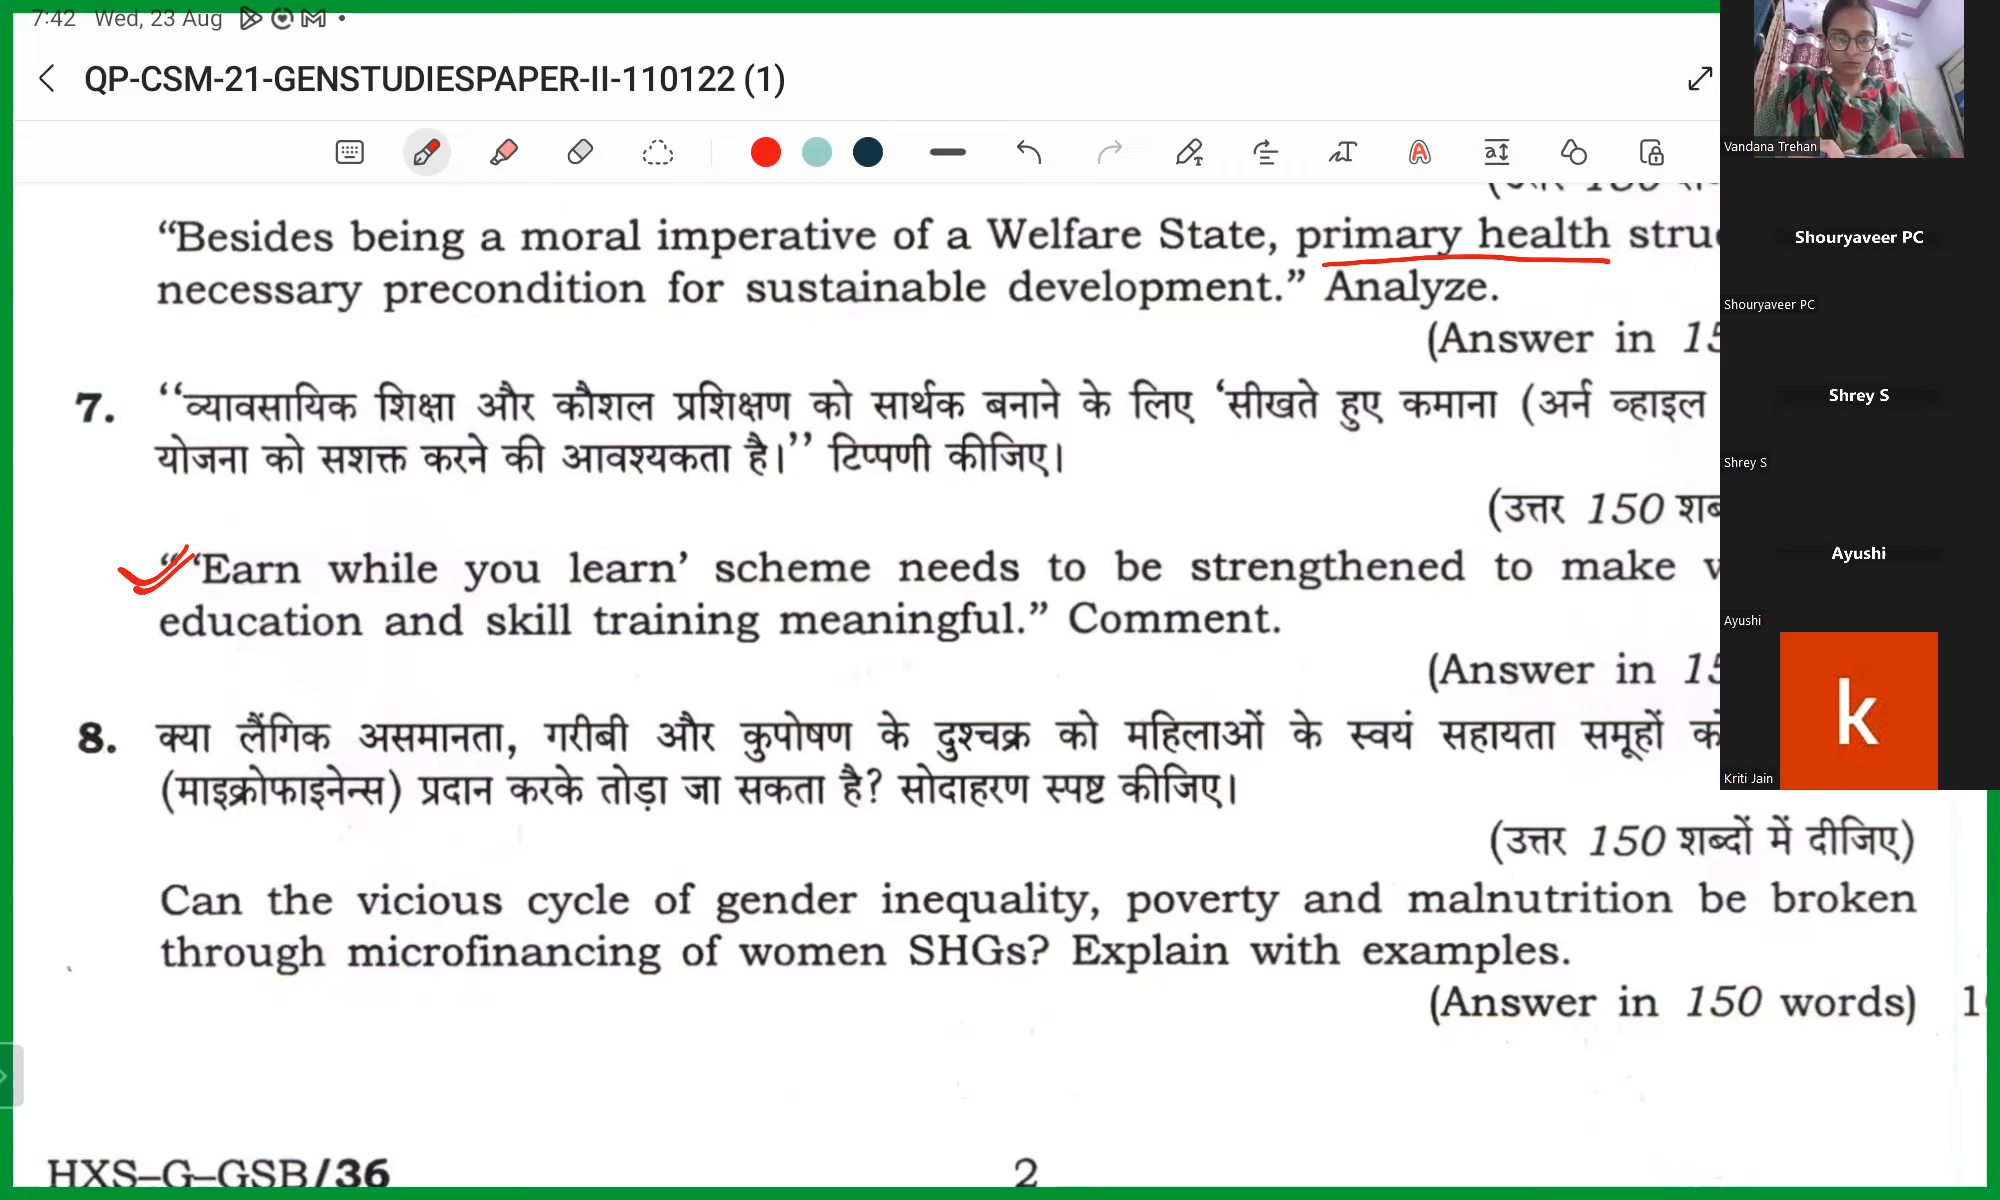 7:42 Wed, 23 Aug
QP-CSM-21-GENSTUDIESPAPER-II-110122 (1)
“Besides being a moral imperative of a Welfare State, primary health
necessary precondition for sustainable development.” Analyze.
(Answer in
7. ‘‘व्यावसायिक शिक्षा और कौशल प्रशिक्षण को सार्थक बनाने के लिए ‘सीखते हुए कमाना (अर्न व्हाइल
योजना को सशक्त करने की आवश्यकता है।’’ टिप्पणी कीजिए।
(उत्तर 150
“‘Earn while you learn’ scheme needs to be strengthened to make
education and skill training meaningful.” Comment.
(Answer in
8. क्या लैंगिक असमानता, गरीबी और कुपोषण के दुश्चक्र को महिलाओं के स्वयं सहायता समूहों
(माइक्रोफाइनेन्स) प्रदान करके तोड़ा जा सकता है? सोदाहरण स्पष्ट कीजिए।
(उत्तर 150 शब्दों में दीजिए)
Can the vicious cycle of gender inequality, poverty and malnutrition be broken
through microfinancing of women SHGs? Explain with examples.
(Answer in 150 words)
HXS–G–GSB/36
2
Vandana Trehan
Shouryaveer PC
Shouryaveer PC
Shrey S
Shrey S
Ayushi
Ayushi
k
Kriti Jain